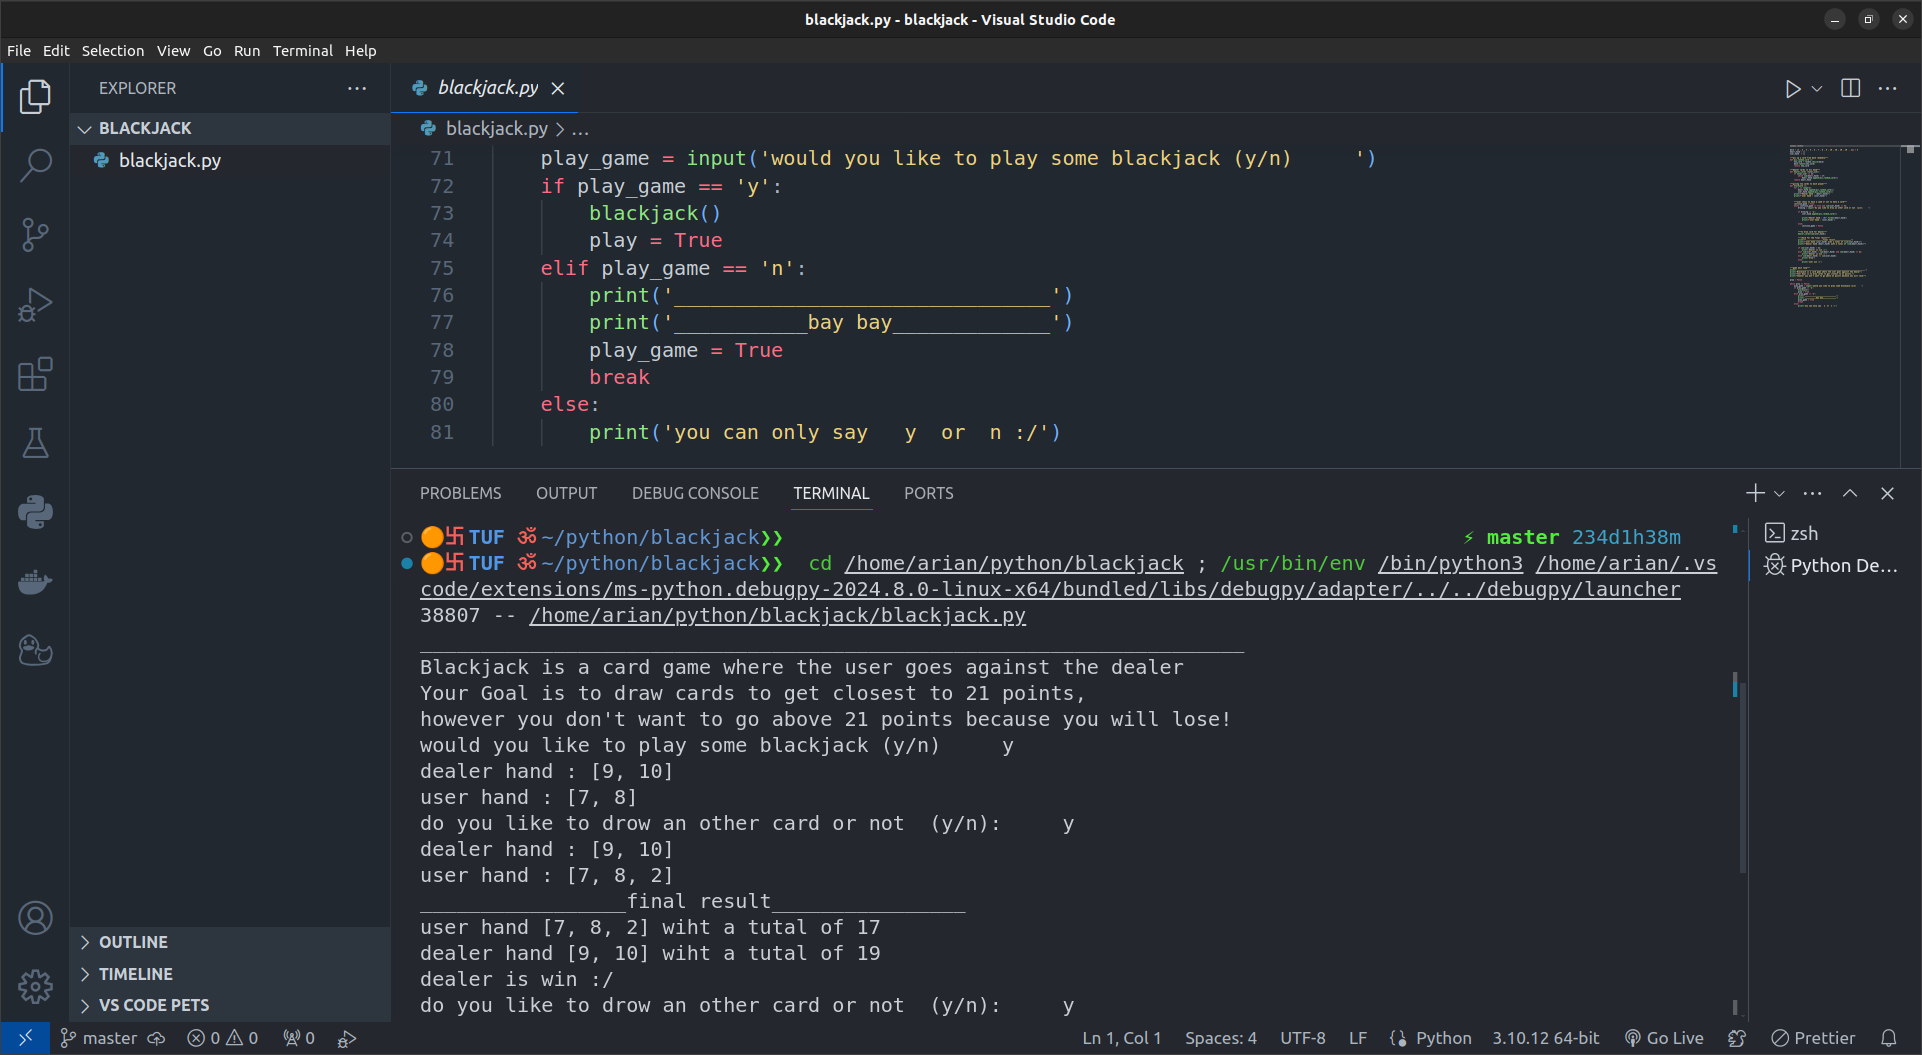 blackjack.py - blackjack - Visual Studio Code
File Edit Selection View Go Run Terminal Help
EXPLORER
BLACKJACK
blackjack.py
OUTLINE
TIMELINE
VS CODE PETS
blackjack.py
blackjack.py > ...
71 play_game = input('would you like to play some blackjack (y/n)     ')
72 if play_game == 'y':
73     blackjack()
74     play = True
75 elif play_game == 'n':
76     print('_______________________________')
77     print('___________bay bay_____________')
78     play_game = True
79     break
80 else:
81     print('you can only say   y  or  n :/')
PROBLEMS OUTPUT DEBUG CONSOLE TERMINAL PORTS
卐TUF ॐ~/python/blackjack❯❯ ⚡ master 234d1h38m
卐TUF ॐ~/python/blackjack❯❯ cd /home/arian/python/blackjack ; /usr/bin/env /bin/python3 /home/arian/.vs
code/extensions/ms-python.debugpy-2024.8.0-linux-x64/bundled/libs/debugpy/adapter/../../debugpy/launcher
38807 -- /home/arian/python/blackjack/blackjack.py
____________________________________________________________________
Blackjack is a card game where the user goes against the dealer
Your Goal is to draw cards to get closest to 21 points,
however you don't want to go above 21 points because you will lose!
would you like to play some blackjack (y/n)     y
dealer hand : [9, 10]
user hand : [7, 8]
do you like to drow an other card or not  (y/n):     y
dealer hand : [9, 10]
user hand : [7, 8, 2]
_________________final result________________
user hand [7, 8, 2] wiht a tutal of 17
dealer hand [9, 10] wiht a tutal of 19
dealer is win :/
do you like to drow an other card or not  (y/n):     y
zsh
Python De...
master 0 0 0 Ln 1, Col 1 Spaces: 4 UTF-8 LF Python 3.10.12 64-bit Go Live Prettier